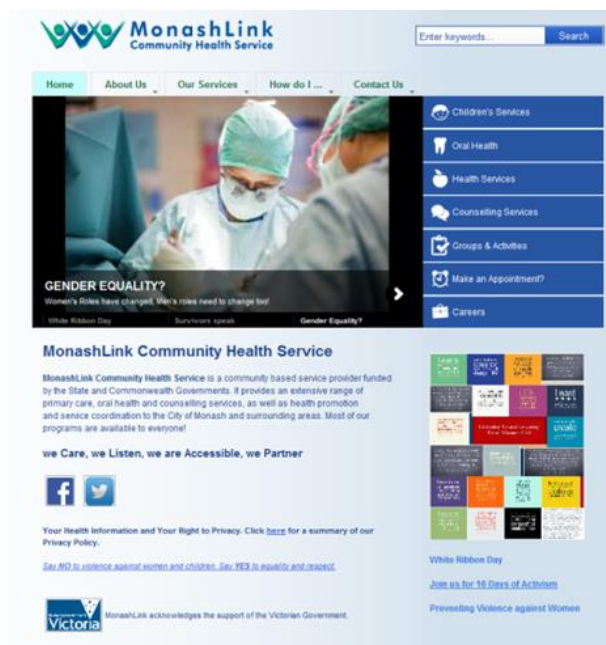 MonashLink
Community Health Service
Enter keywords...
Search
Home
About Us
Our Services
How do I ...
Contact Us
Children's Services
Oral Health
Health Services
Counselling Services
Groups & Activities
Make an Appointment?
Careers
GENDER EQUALITY?
Women's Roles have changed, Men's roles need to change too!
White Ribbon Day
Survivors speak
Gender Equality?
MonashLink Community Health Service
MonashLink Community Health Service is a community based service provider funded
by the State and Commonwealth Governments. It provides an extensive range of
primary care, oral health and counselling services, as well as health promotion
and service coordination to the City of Monash and surrounding areas. Most of our
programs are available to everyone!
we Care, we Listen, we are Accessible, we Partner
Your Health Information and Your Right to Privacy. Click here for a summary of our
Privacy Policy.
Say NO to violence against women and children. Say YES to equality and respect.
Victoria
MonashLink acknowledges the support of the Victorian Government.
White Ribbon Day
Join us for 16 Days of Activism
Preventing Violence against Women